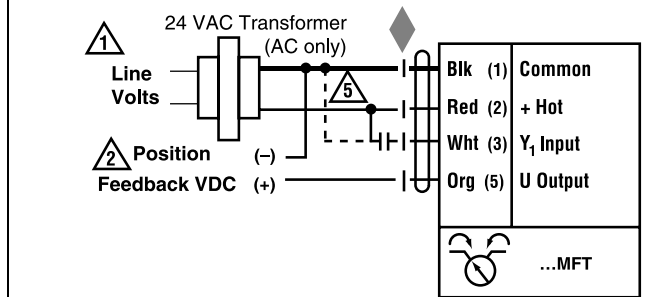 24 VAC Transformer
(AC only)
1
Line
Volts
5
2 Position (–)
Feedback VDC (+)
Blk (1) Common
Red (2) + Hot
Wht (3) Y1 Input
Org (5) U Output
...MFT